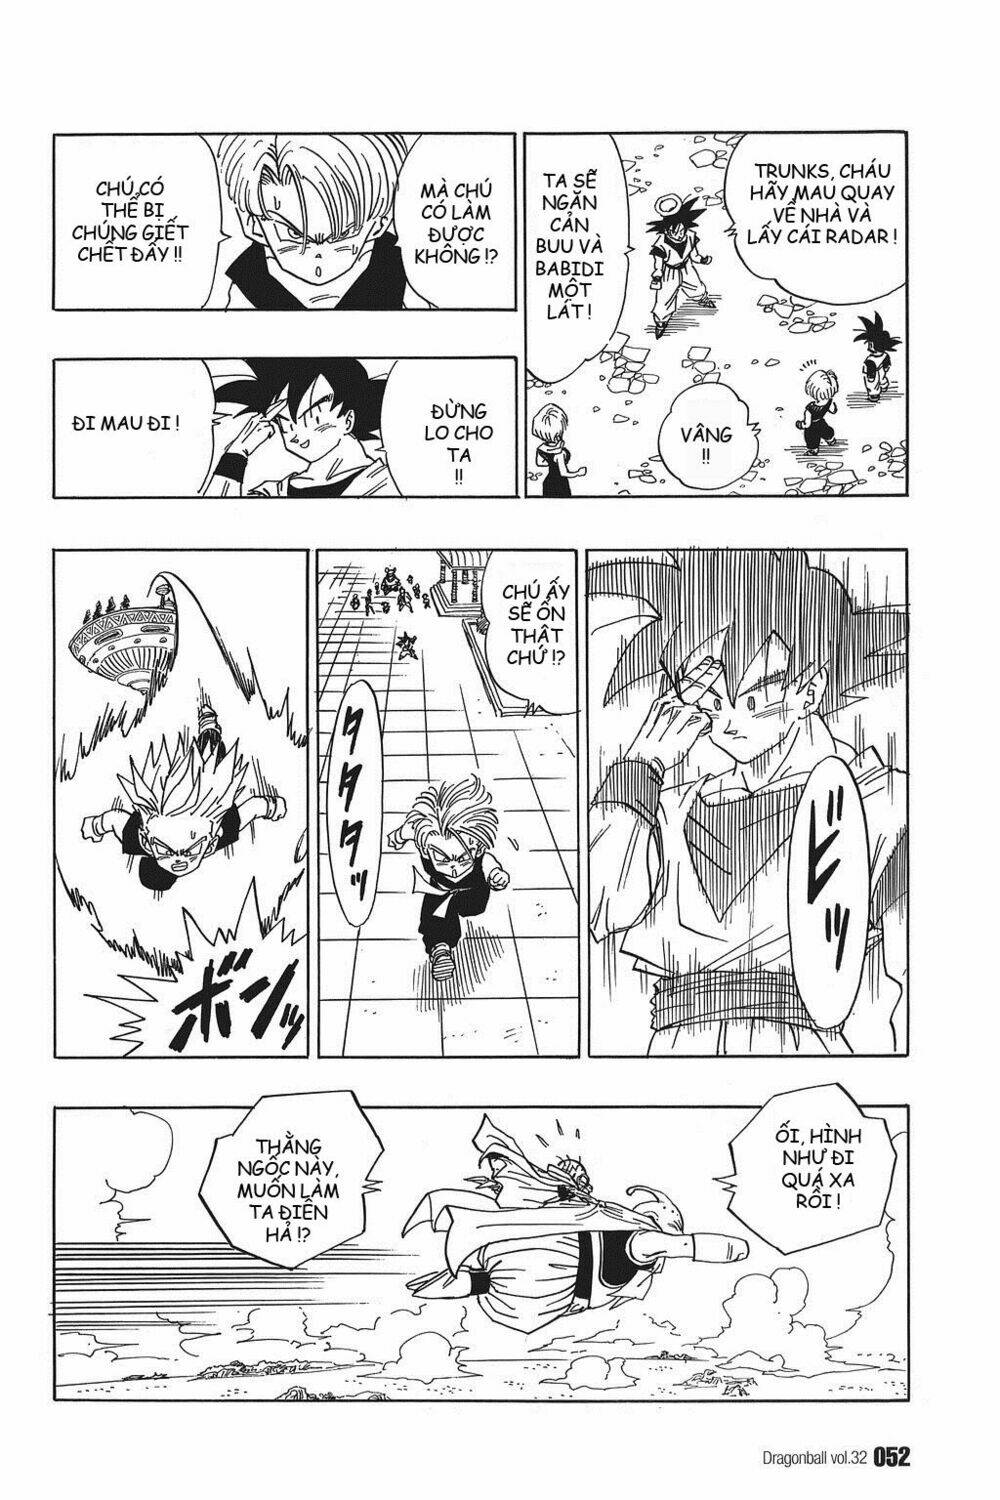 TRUNKS, CHÁU
HÃY MAU QUAY
VỀ NHÀ VÀ
LẤY CÁI RADAR !
TA SẼ
NGĂN
CẢN
BUU VÀ
BABIDI
MỘT
LÁT !
VÂNG
!!
MÀ CHÚ
CÓ LÀM
ĐƯỢC
KHÔNG !?
CHÚ CÓ
THỂ BỊ
CHÚNG GIẾT
CHẾT ĐẤY !!
ĐỪNG
LO CHO
TA
!!
ĐI MAU ĐI !
ビッ
CHÚ ẤY
SẼ ỔN
THẬT
CHỨ !?
タタタッ
ボンッ
ỐI, HÌNH
NHƯ ĐI
QUÁ XA
RỒI !
THẰNG
NGỐC NÀY,
MUỐN LÀM
TA ĐIÊN
HẢ !?
Dragonball vol.32 052